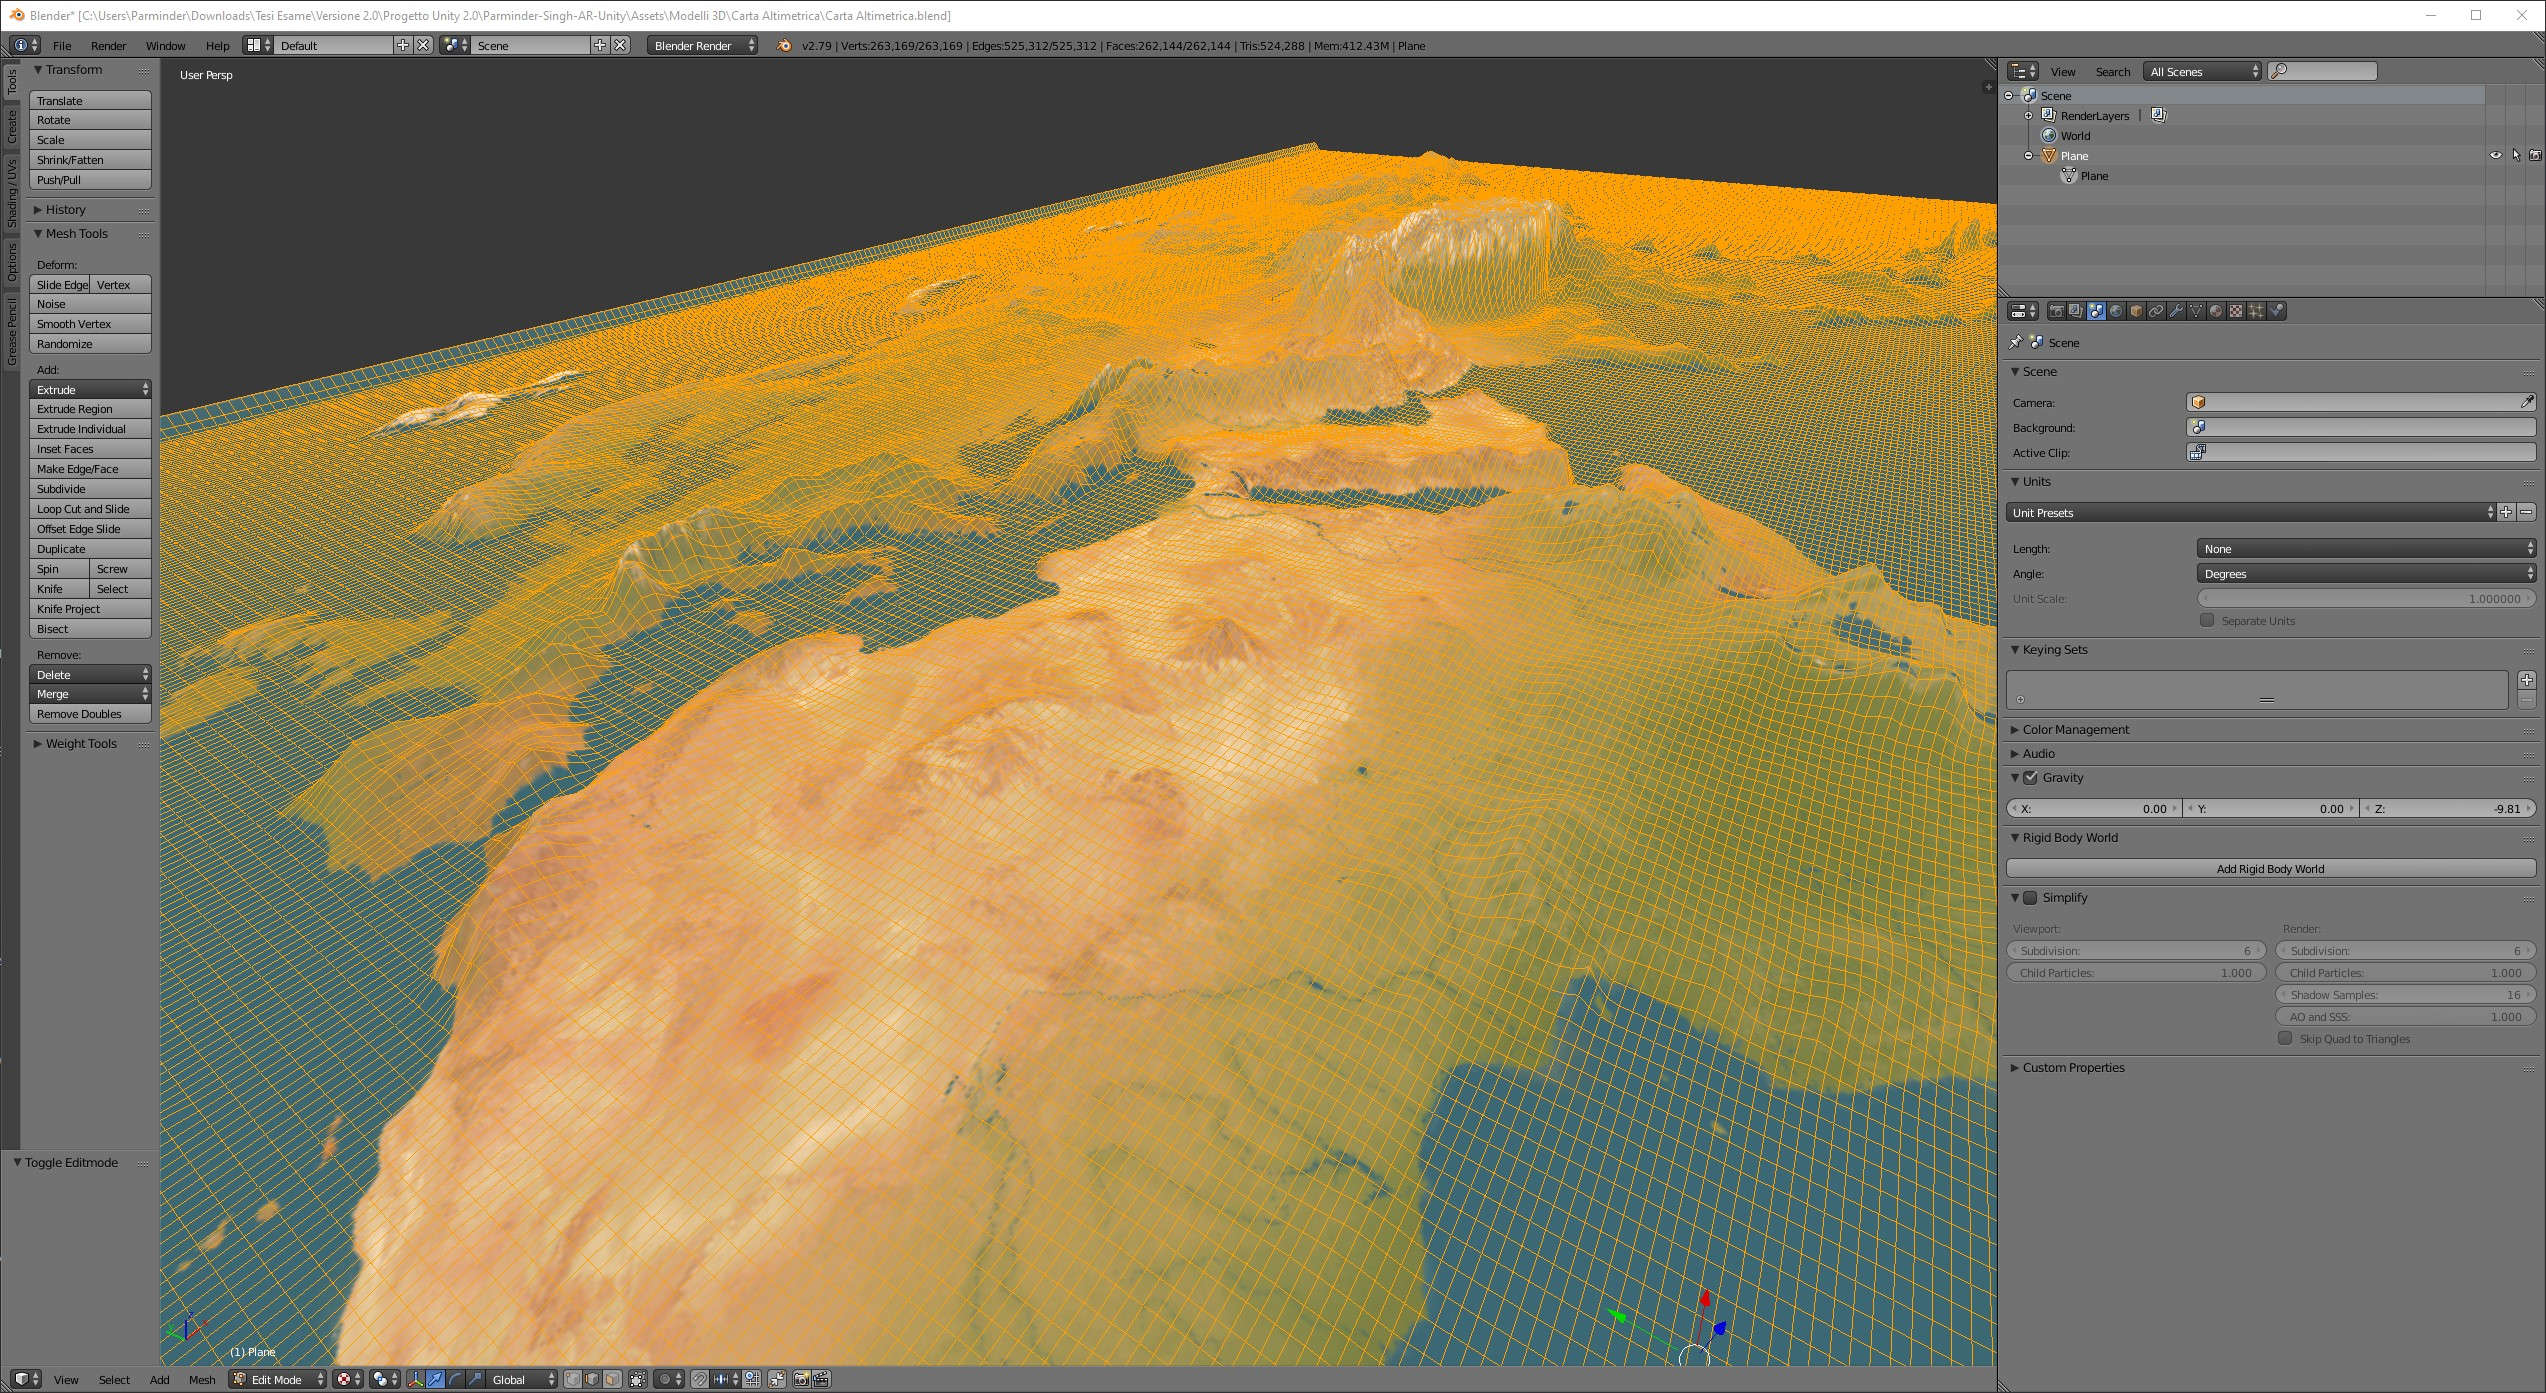 Blender* [C:\Users\Parminder\Downloads\Tesi Esame\Versione 2.0\Progetto Unity 2.0\Parminder-Singh-AR-Unity\Assets\Modelli 3D\Carta Altimetrica\Carta Altimetrica.blend]
File Render Window Help Default Scene Blender Render v2.79 | Verts:263,169/263,169 | Edges:525,312/525,312 | Faces:262,144/262,144 | Tris:524,288 | Mem:412.43M | Plane
Tools
Create
Shading / UVs
Options
Grease Pencil
Transform
Translate
Rotate
Scale
Shrink/Fatten
Push/Pull
History
Mesh Tools
Deform:
Slide Edge Vertex
Noise
Smooth Vertex
Randomize
Add:
Extrude
Extrude Region
Extrude Individual
Inset Faces
Make Edge/Face
Subdivide
Loop Cut and Slide
Offset Edge Slide
Duplicate
Spin Screw
Knife Select
Knife Project
Bisect
Remove:
Delete
Merge
Remove Doubles
Weight Tools
Toggle Editmode
User Persp
(1) Plane
View Select Add Mesh Edit Mode Global
View Search All Scenes
Scene
RenderLayers |
World
Plane
Plane
Scene
Scene
Camera:
Background:
Active Clip:
Units
Unit Presets
Length: None
Angle: Degrees
Unit Scale: 1.000000
Separate Units
Keying Sets
Color Management
Audio
Gravity
X: 0.00 Y: 0.00 Z: -9.81
Rigid Body World
Add Rigid Body World
Simplify
Viewport: Render:
Subdivision: 6 Subdivision: 6
Child Particles: 1.000 Child Particles: 1.000
Shadow Samples: 16
AO and SSS: 1.000
Skip Quad to Triangles
Custom Properties